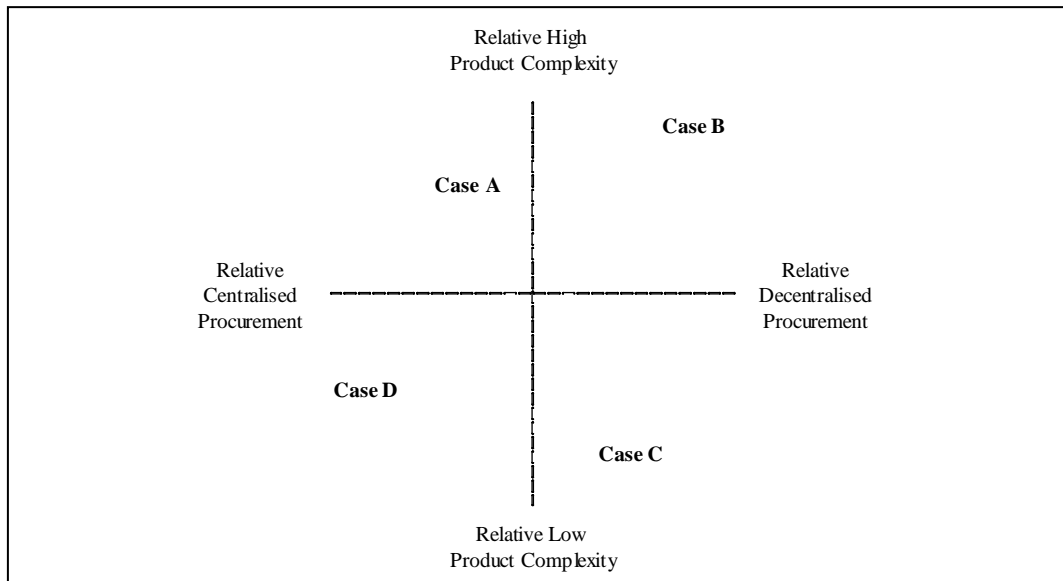 Relative High
Product Complexity
Case B
Case A
Relative
Centralised
Procurement
Relative
Decentralised
Procurement
Case D
Case C
Relative Low
Product Complexity